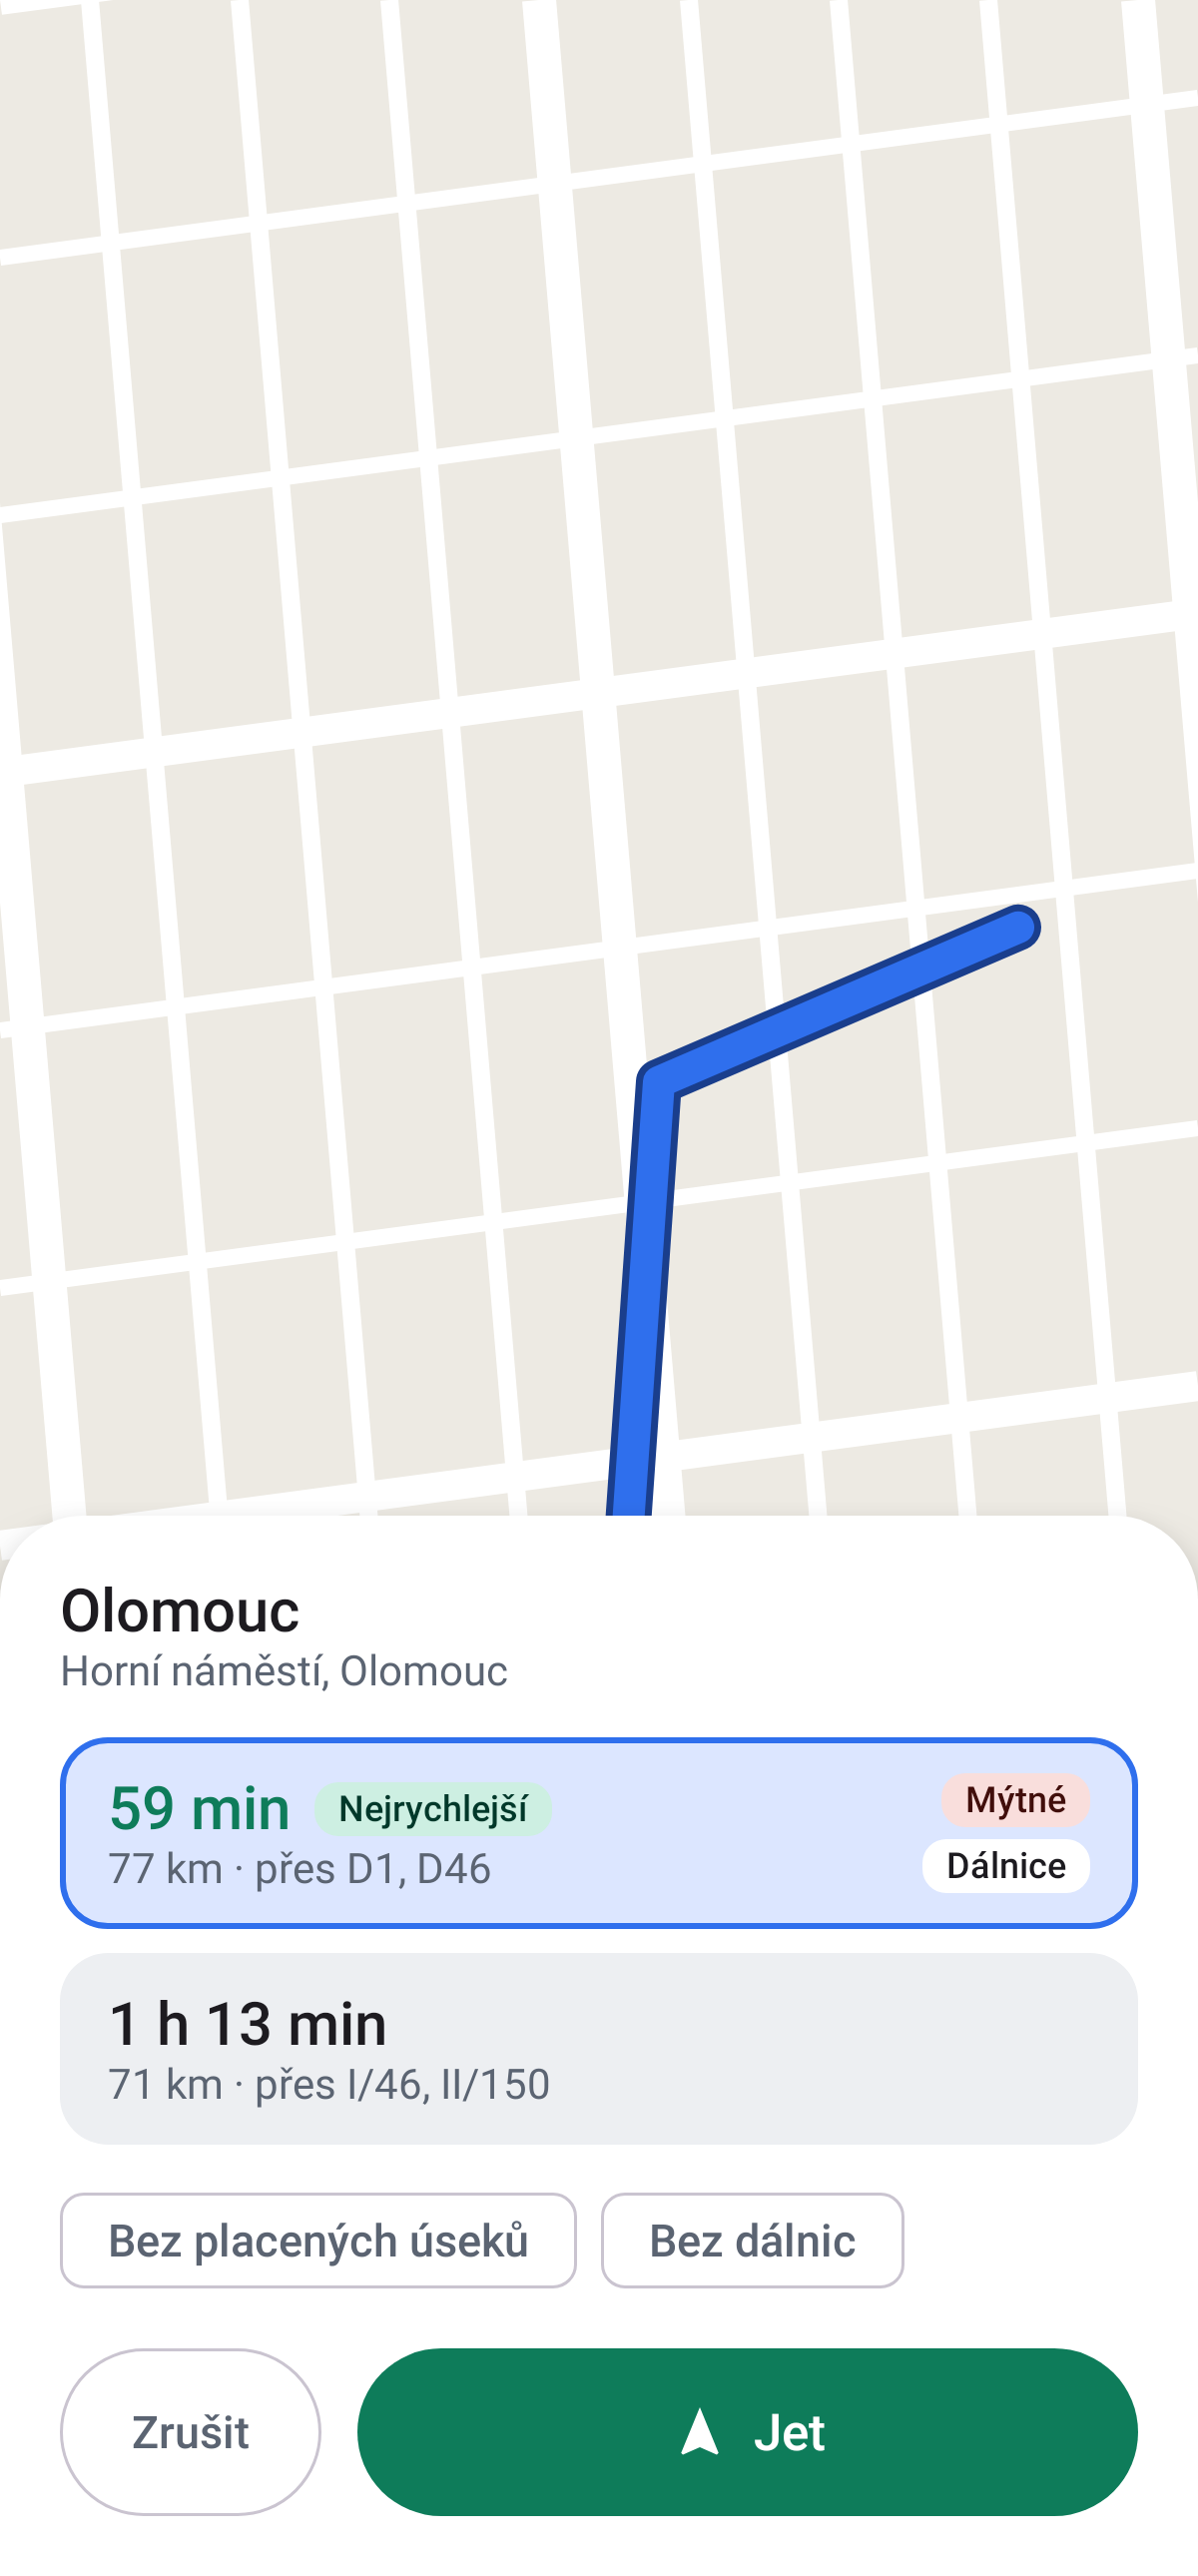 Olomouc
Horní náměstí, Olomouc
59 min Nejrychlejší Mýtné
77 km · přes D1, D46 Dálnice
1 h 13 min
71 km · přes I/46, II/150
Bez placených úseků Bez dálnic
Zrušit Jet